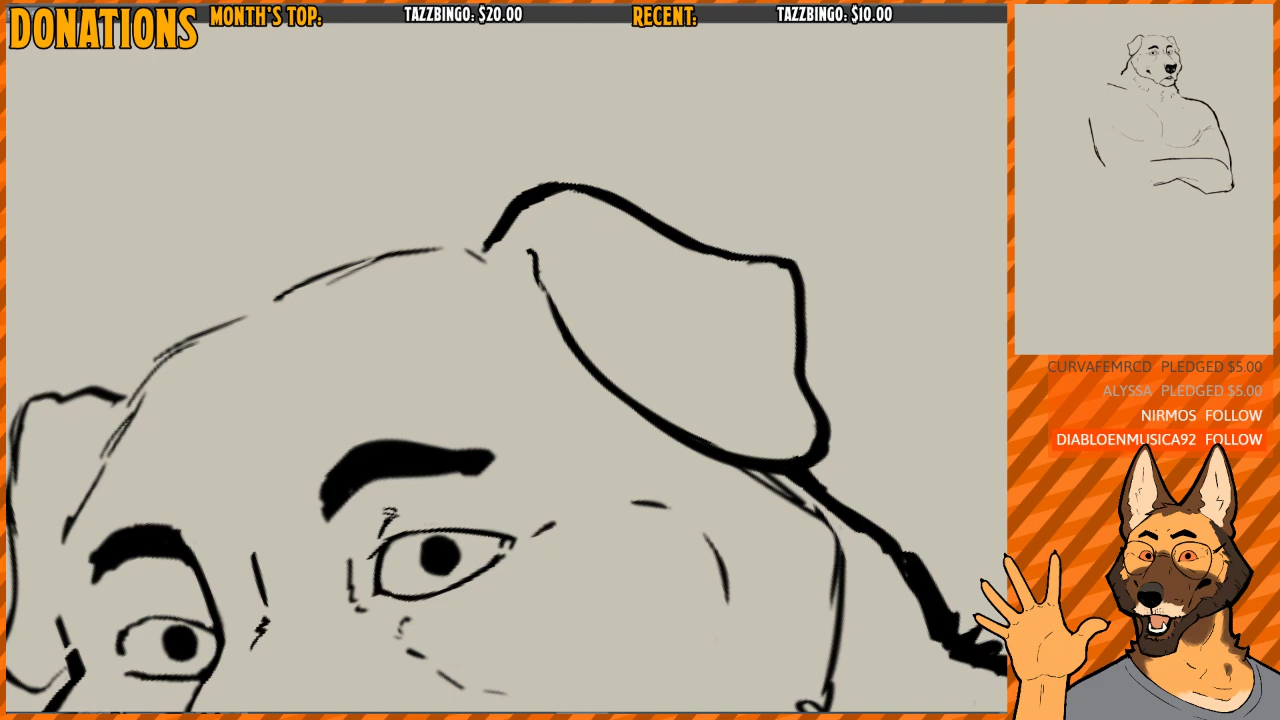 DONATIONS
MONTH'S TOP: TAZZBINGO: $20.00 RECENT: TAZZBINGO: $10.00
CURVAFEMRCD PLEDGED $5.00
ALYSSA PLEDGED $5.00
NIRMOS FOLLOW
DIABLOENMUSICA92 FOLLOW